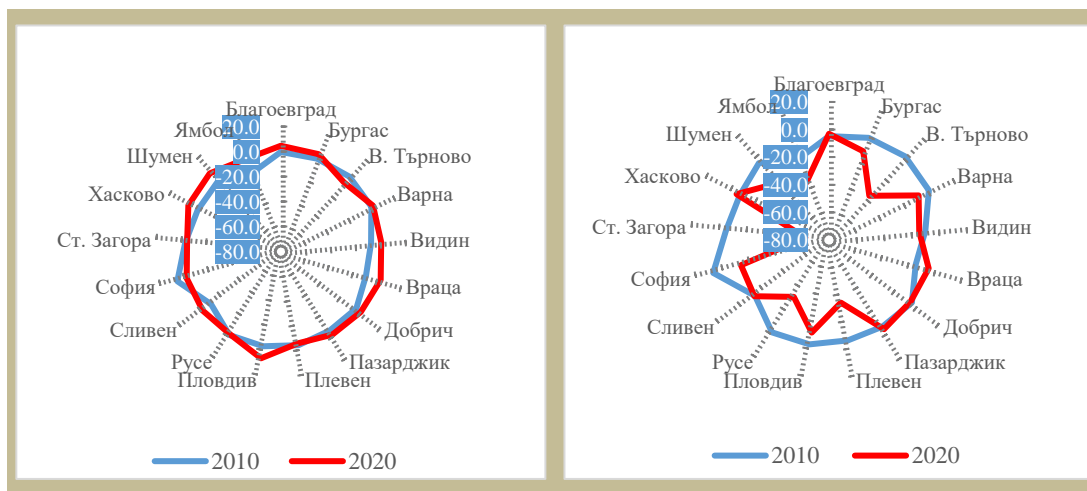 Благоевград
Бургас
В. Търново
Варна
Видин
Враца
Добрич
Пазарджик
Плевен
Пловдив
Русе
Сливен
София
Ст. Загора
Хасково
Шумен
Ямбол
20.0
0.0
-20.0
-40.0
-60.0
-80.0
2010
2020
Благоевград
Бургас
В. Търново
Варна
Видин
Враца
Добрич
Пазарджик
Плевен
Пловдив
Русе
Сливен
София
Ст. Загора
Хасково
Шумен
Ямбол
20.0
0.0
-20.0
-40.0
-60.0
-80.0
2010
2020